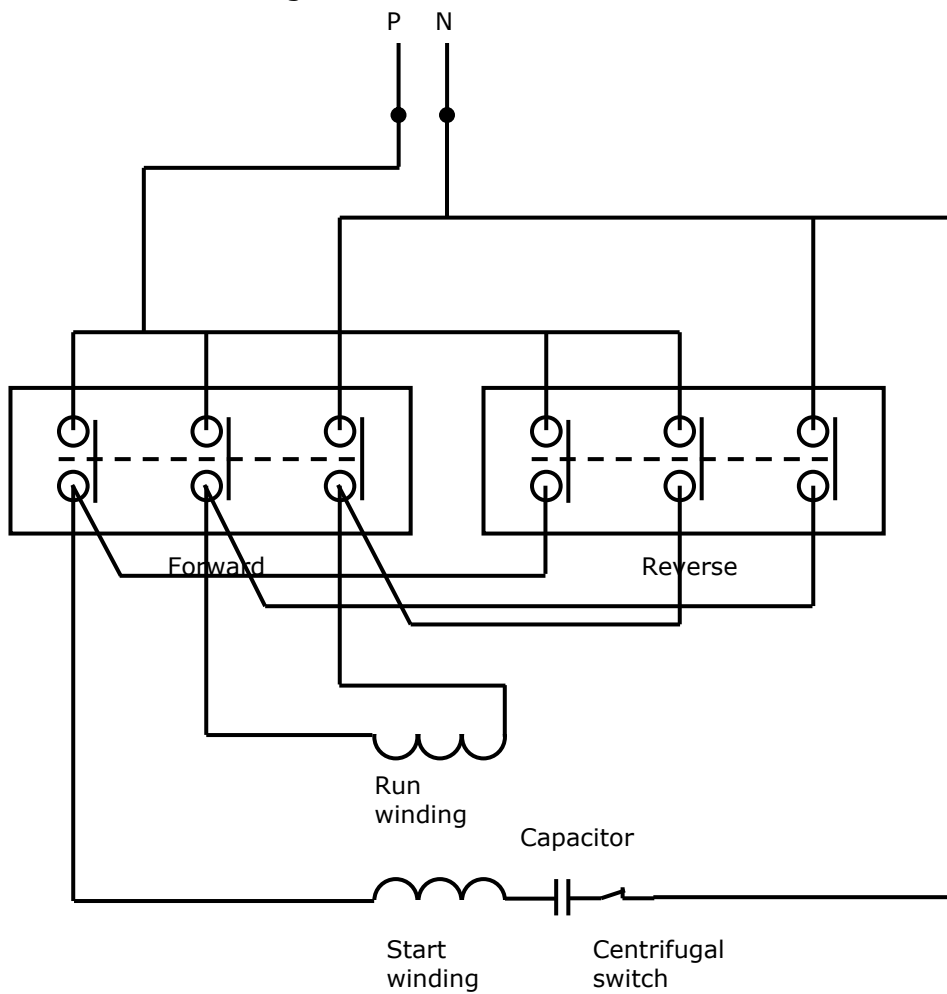 P N
Forward
Reverse
Run
winding
Capacitor
Start
winding
Centrifugal
switch